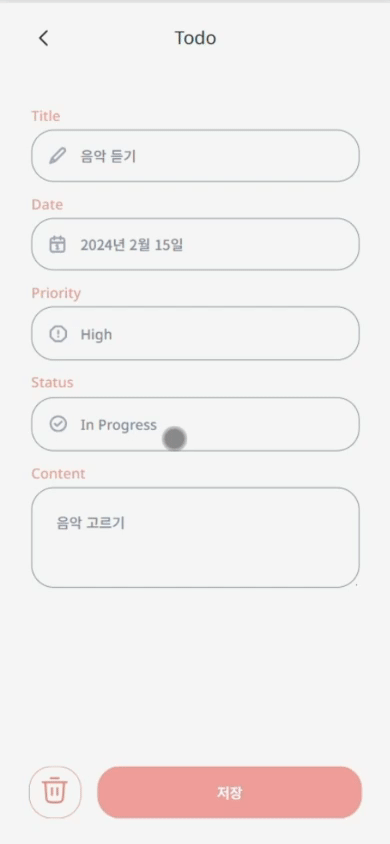 Todo
Title
음악 듣기
Date
2024년 2월 15일
Priority
High
Status
In Progress
Content
음악 고르기
저장